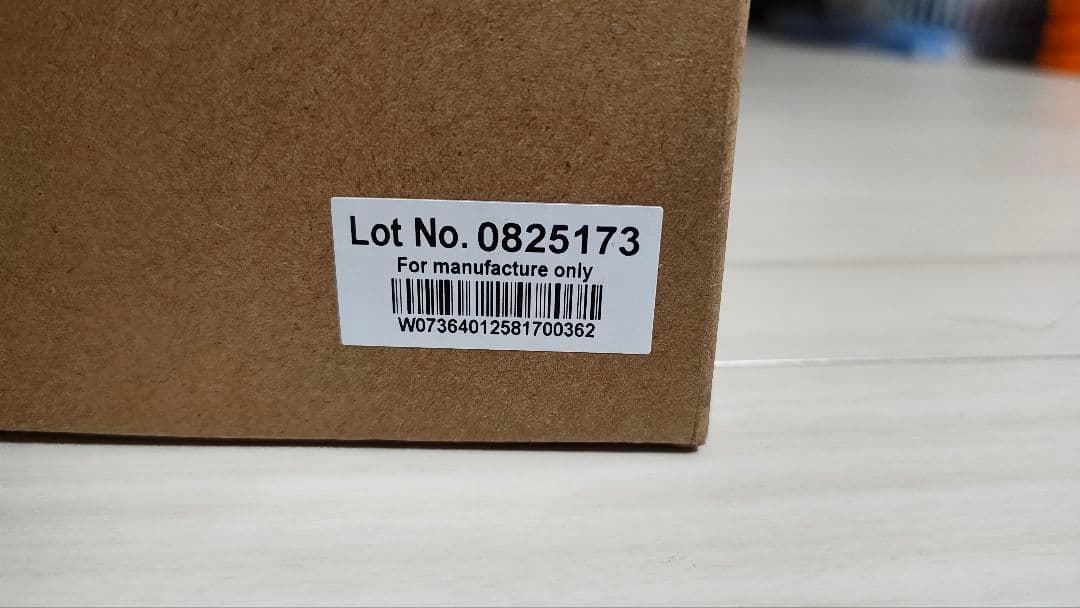 Lot No. 0825173
For manufacture only
W07364012581700362